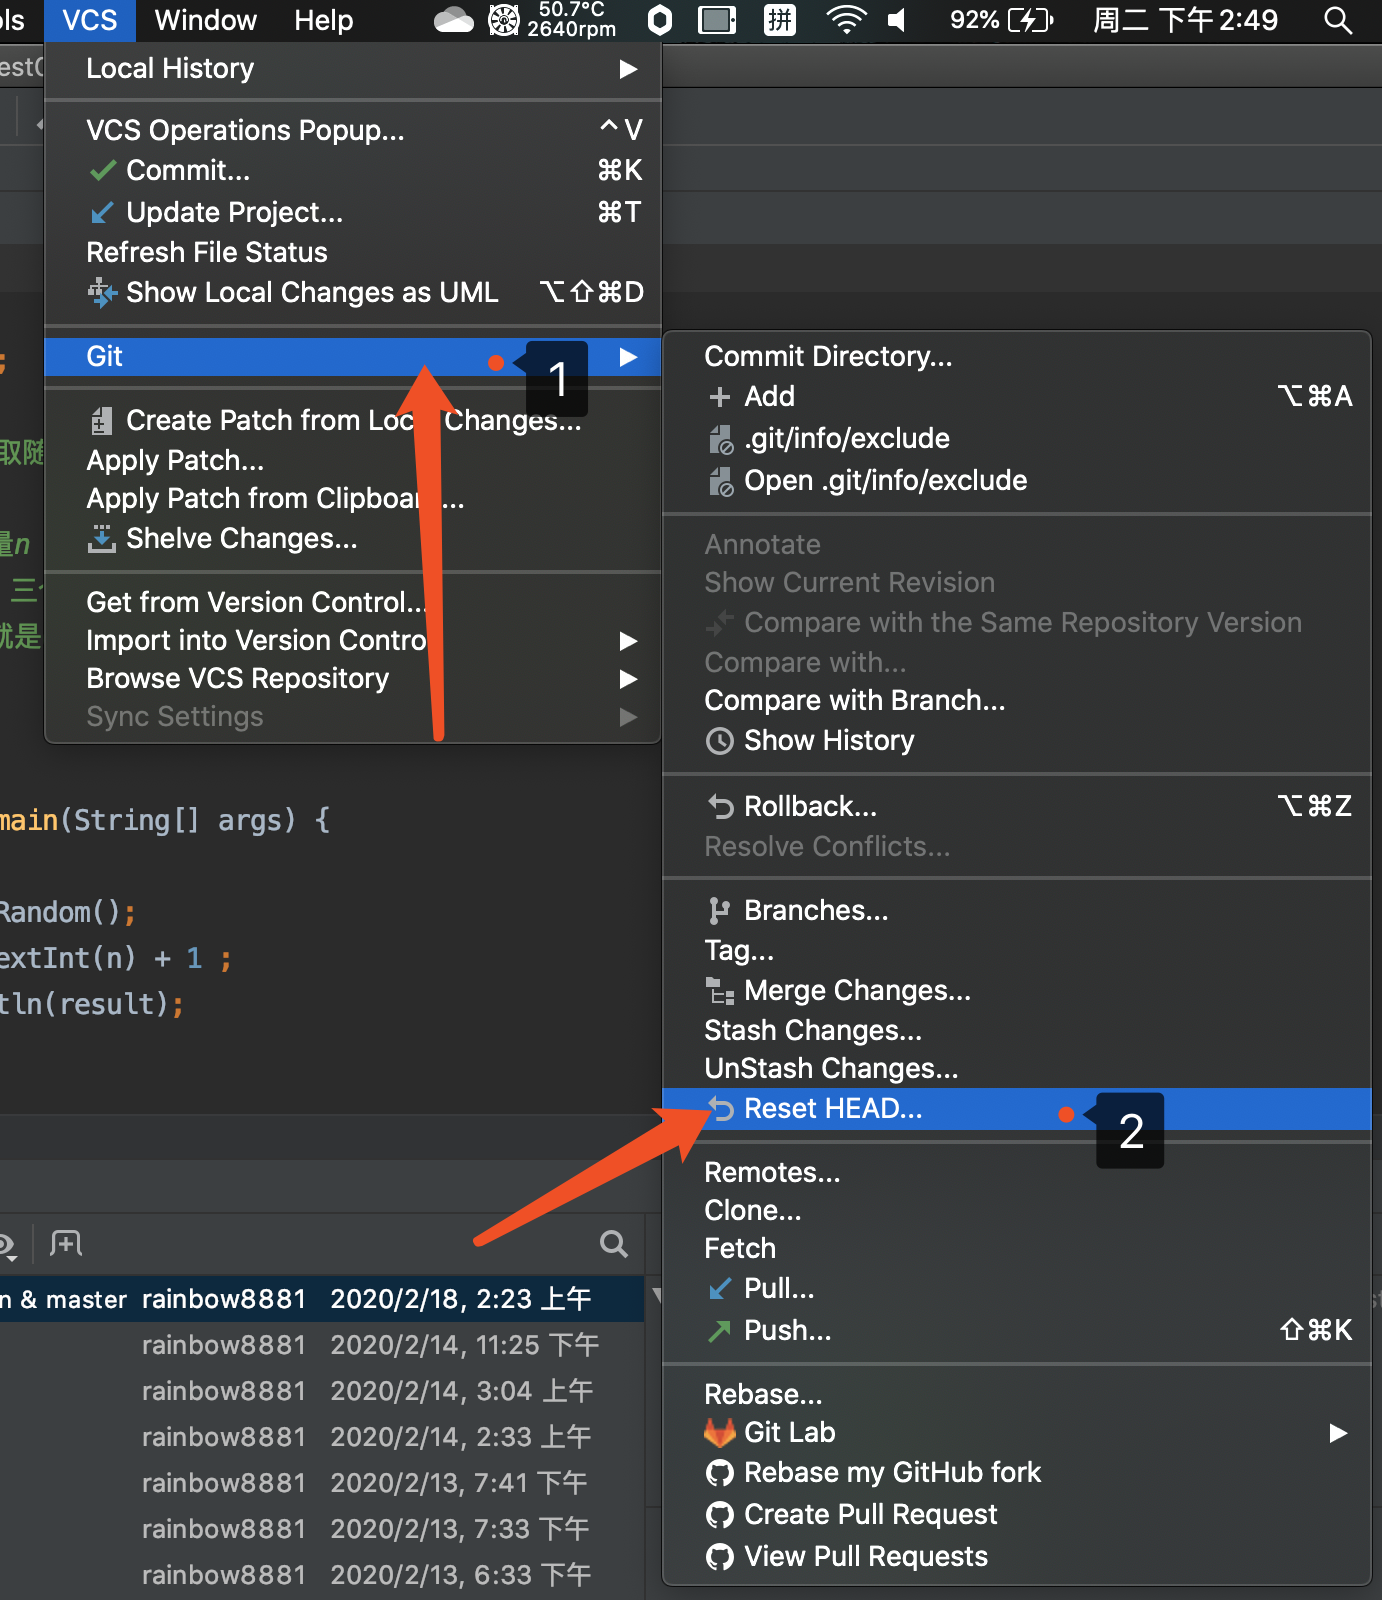 ls VCS Window Help 50.7°C 2640rpm 拼 92% 周二 下午2:49
Local History
VCS Operations Popup... ^V
Commit... ⌘K
Update Project... ⌘T
Refresh File Status
Show Local Changes as UML ⌥⇧⌘D
Git 1
Create Patch from Loc Changes...
Apply Patch...
Apply Patch from Clipboar ...
Shelve Changes...
Get from Version Control...
Import into Version Contro
Browse VCS Repository
Sync Settings
Commit Directory...
Add ⌥⌘A
.git/info/exclude
Open .git/info/exclude
Annotate
Show Current Revision
Compare with the Same Repository Version
Compare with...
Compare with Branch...
Show History
Rollback... ⌥⌘Z
Resolve Conflicts...
Branches...
Tag...
Merge Changes...
Stash Changes...
UnStash Changes...
Reset HEAD... 2
Remotes...
Clone...
Fetch
Pull...
Push... ⇧⌘K
Rebase...
Git Lab
Rebase my GitHub fork
Create Pull Request
View Pull Requests
;
取随
量n
三
就是
main(String[] args) {
Random();
extInt(n) + 1 ;
tln(result);
n & master rainbow8881 2020/2/18, 2:23 上午
rainbow8881 2020/2/14, 11:25 下午
rainbow8881 2020/2/14, 3:04 上午
rainbow8881 2020/2/14, 2:33 上午
rainbow8881 2020/2/13, 7:41 下午
rainbow8881 2020/2/13, 7:33 下午
rainbow8881 2020/2/13, 6:33 下午